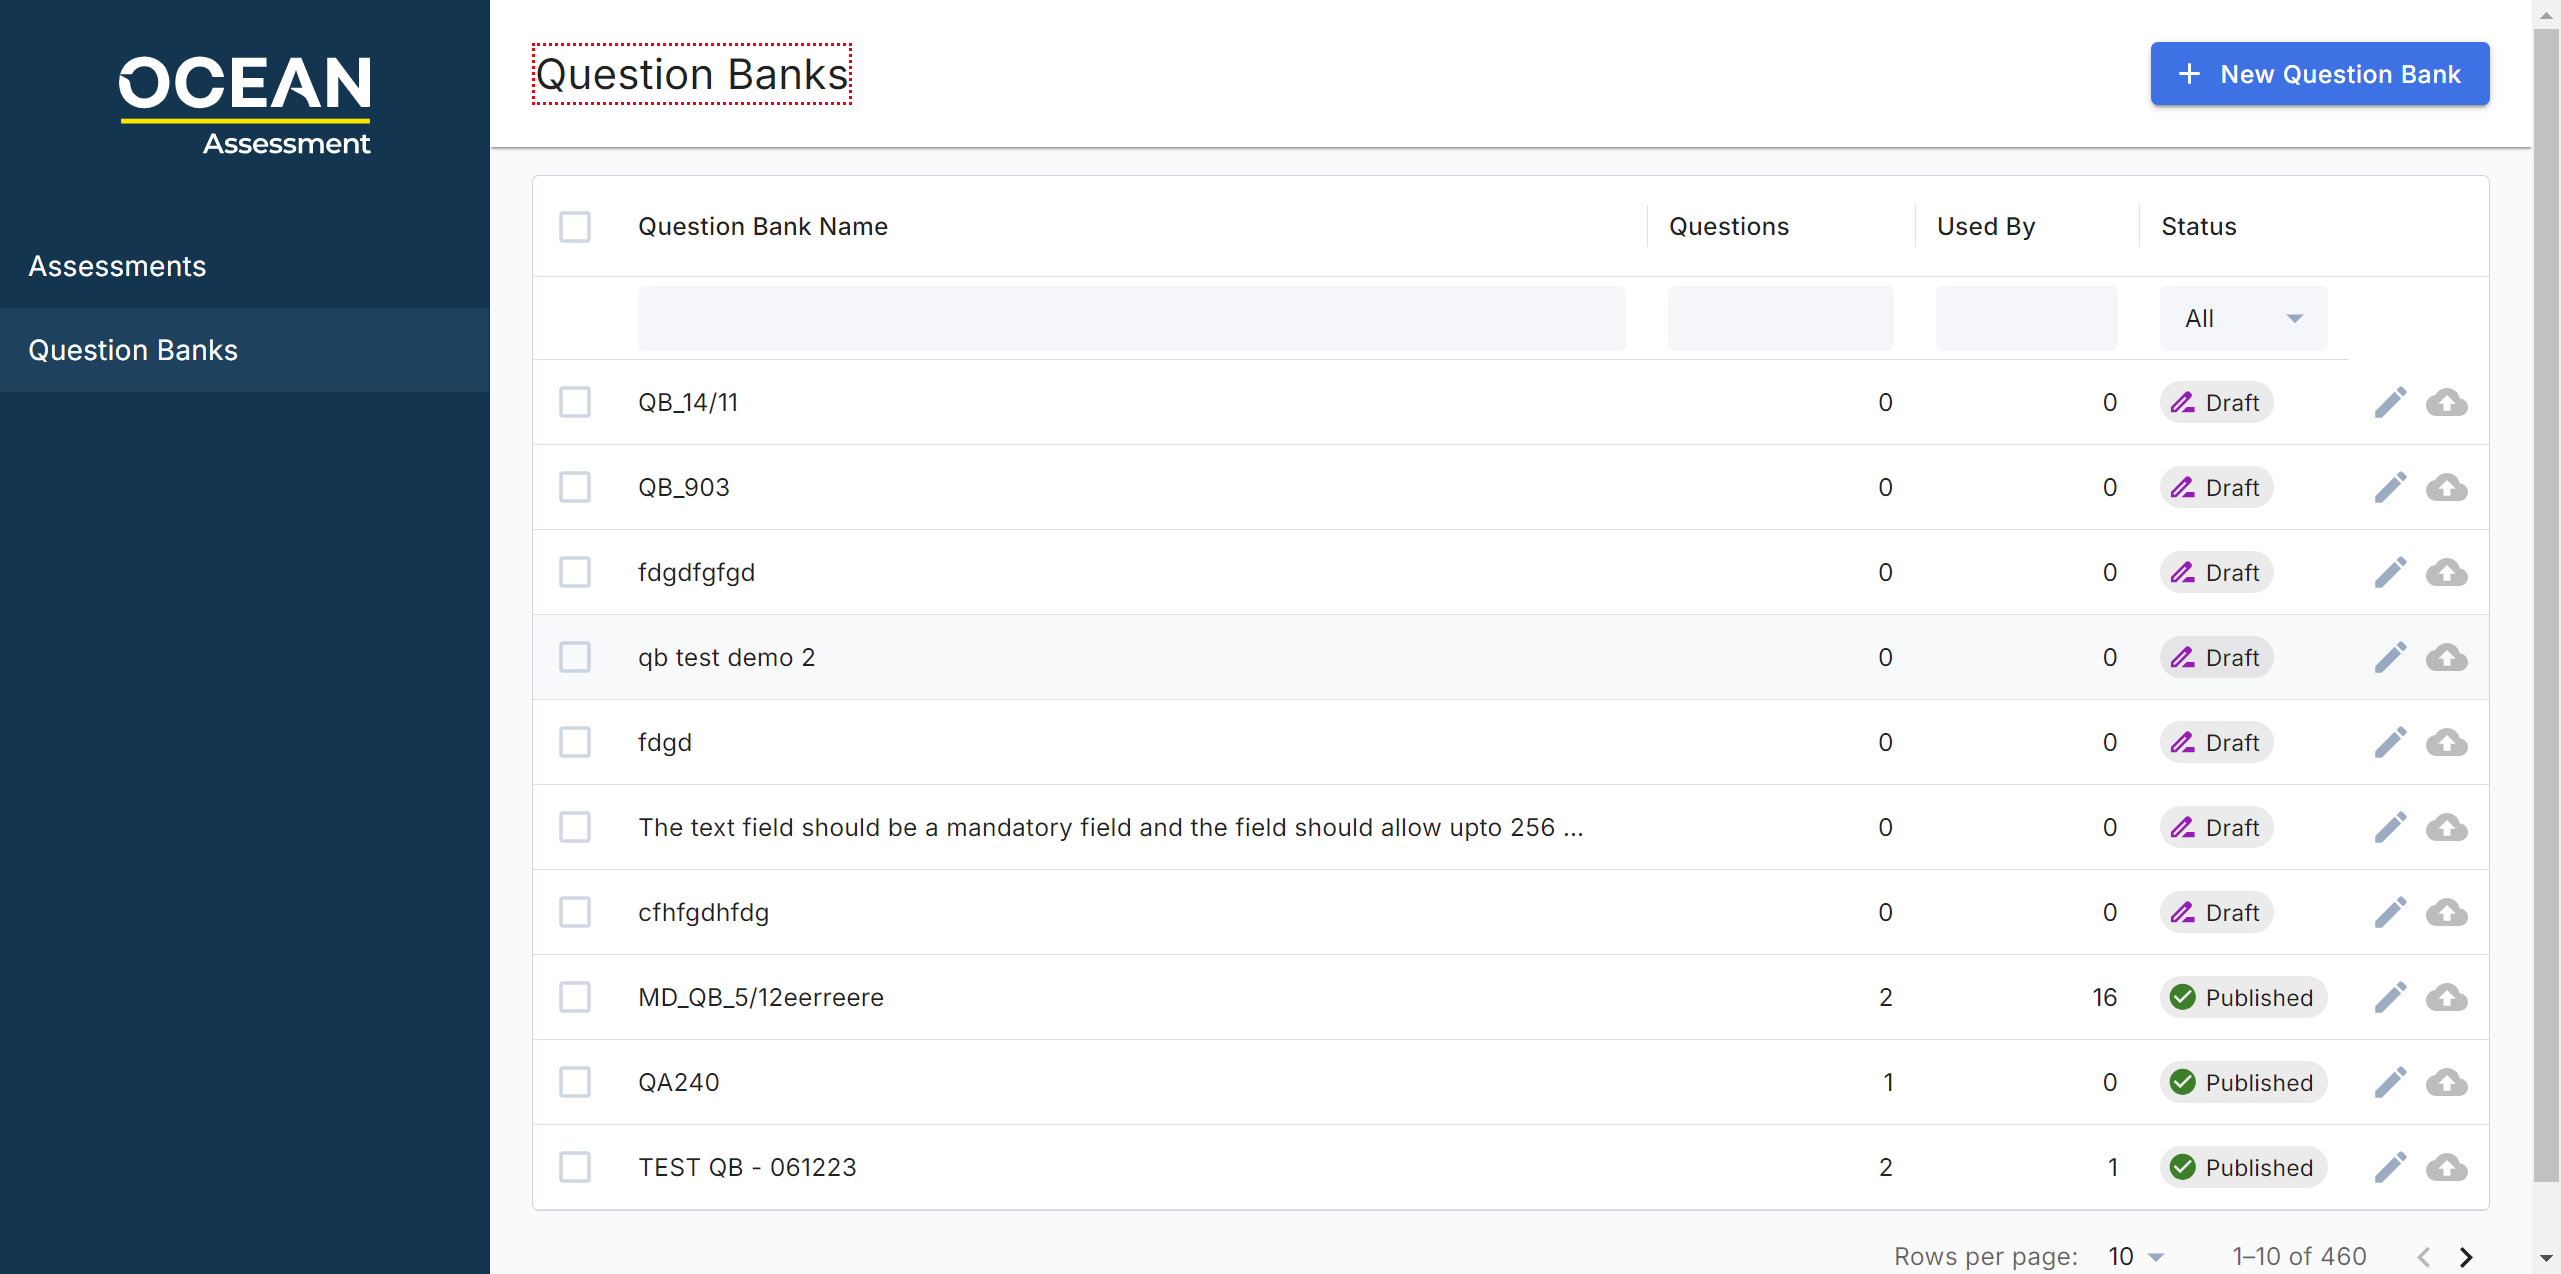 OCEAN
Assessment
Assessments
Question Banks
Question Banks
New Question Bank
Question Bank Name Questions Used By Status
All
QB_14/11 0 0 Draft
QB_903 0 0 Draft
fdgdfgfgd 0 0 Draft
qb test demo 2 0 0 Draft
fdgd 0 0 Draft
The text field should be a mandatory field and the field should allow upto 256 ... 0 0 Draft
cfhfgdhfdg 0 0 Draft
MD_QB_5/12eerreere 2 16 Published
QA240 1 0 Published
TEST QB - 061223 2 1 Published
Rows per page: 10 1–10 of 460